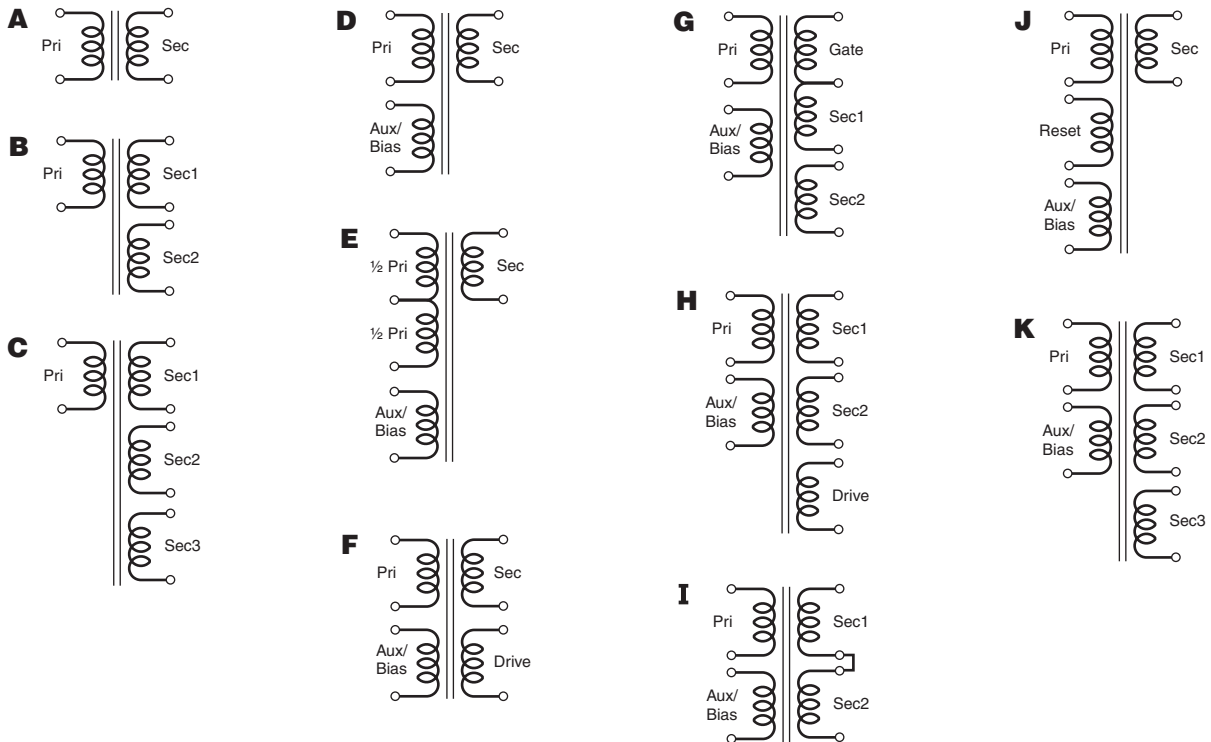 A
Pri
Sec
B
Pri
Sec1
Sec2
C
Pri
Sec1
Sec2
Sec3
D
Pri
Sec
Aux/
Bias
E
½ Pri
Sec
½ Pri
Aux/
Bias
F
Pri
Sec
Aux/
Bias
Drive
G
Pri
Gate
Sec1
Aux/
Bias
Sec2
H
Pri
Sec1
Aux/
Bias
Sec2
Drive
I
Pri
Sec1
Aux/
Bias
Sec2
J
Pri
Sec
Reset
Aux/
Bias
K
Pri
Sec1
Aux/
Bias
Sec2
Sec3